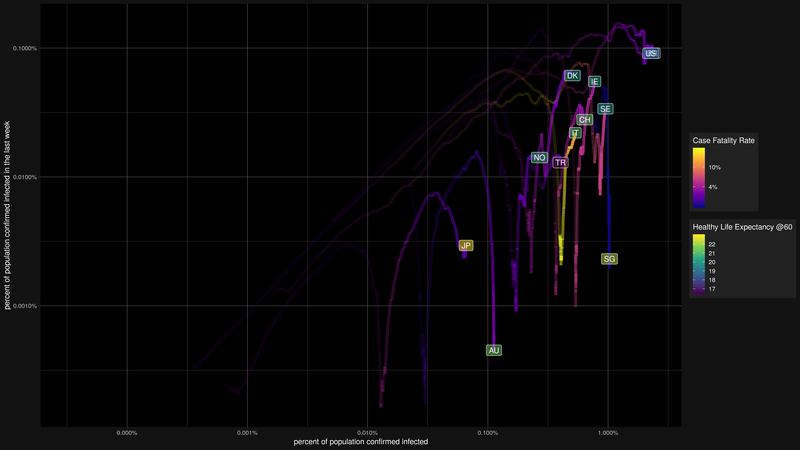 percent of population confirmed infected in the last week
0.1000%
0.0100%
0.0010%
DK
IE
SE
CH
IT
NO
TR
JP
SG
AU
0.000%
0.001%
0.010%
0.100%
1.000%
percent of population confirmed infected
Case Fatality Rate
10%
4%
Healthy Life Expectancy @60
22
21
20
19
18
17